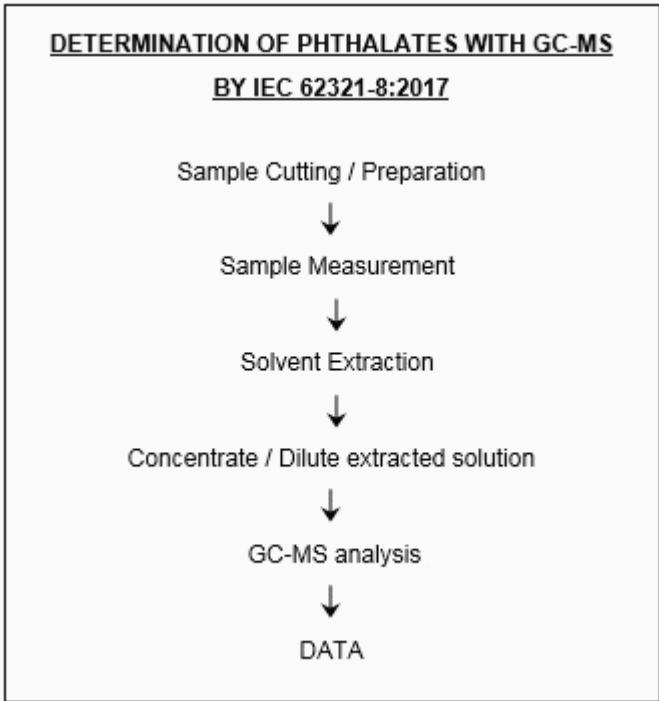 DETERMINATION OF PHTHALATES WITH GC-MS
BY IEC 62321-8:2017
Sample Cutting / Preparation
Sample Measurement
Solvent Extraction
Concentrate / Dilute extracted solution
GC-MS analysis
DATA